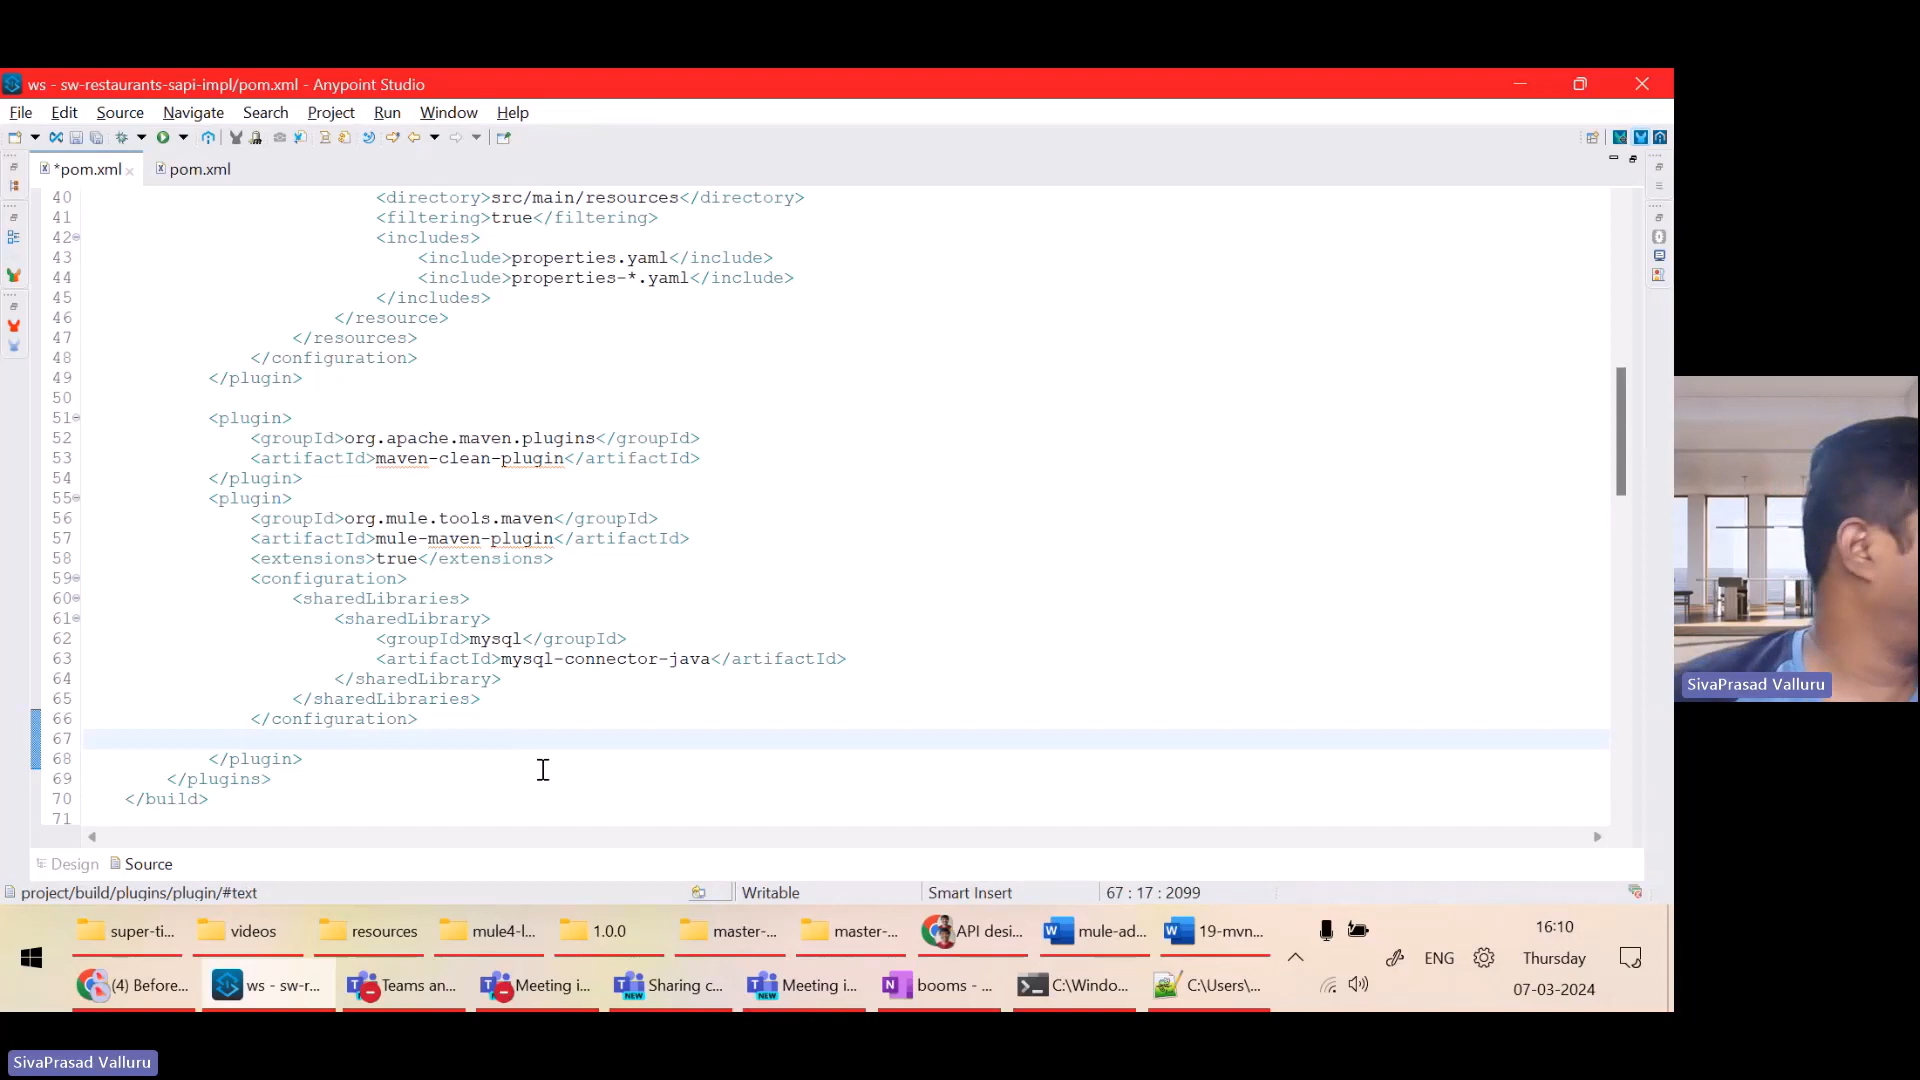 ws - sw-restaurants-sapi-impl/pom.xml - Anypoint Studio
File Edit Source Navigate Search Project Run Window Help
*pom.xml pom.xml
40 <directory>src/main/resources</directory>
41 <filtering>true</filtering>
42 <includes>
43 <include>properties.yaml</include>
44 <include>properties-*.yaml</include>
45 </includes>
46 </resource>
47 </resources>
48 </configuration>
49 </plugin>
50
51 <plugin>
52 <groupId>org.apache.maven.plugins</groupId>
53 <artifactId>maven-clean-plugin</artifactId>
54 </plugin>
55 <plugin>
56 <groupId>org.mule.tools.maven</groupId>
57 <artifactId>mule-maven-plugin</artifactId>
58 <extensions>true</extensions>
59 <configuration>
60 <sharedLibraries>
61 <sharedLibrary>
62 <groupId>mysql</groupId>
63 <artifactId>mysql-connector-java</artifactId>
64 </sharedLibrary>
65 </sharedLibraries>
66 </configuration>
67
68 </plugin>
69 </plugins>
70 </build>
71
Design Source
project/build/plugins/plugin/#text Writable Smart Insert 67 : 17 : 2099
super-ti... videos resources mule4-l... 1.0.0 master-... master-... API desi... mule-ad... 19-mvn... 16:10
ENG Thursday
(4) Before... ws - sw-r... Teams an... Meeting i... NEW Sharing c... NEW Meeting i... booms - ... C:\Windo... C:\Users\... 07-03-2024
SivaPrasad Valluru
SivaPrasad Valluru